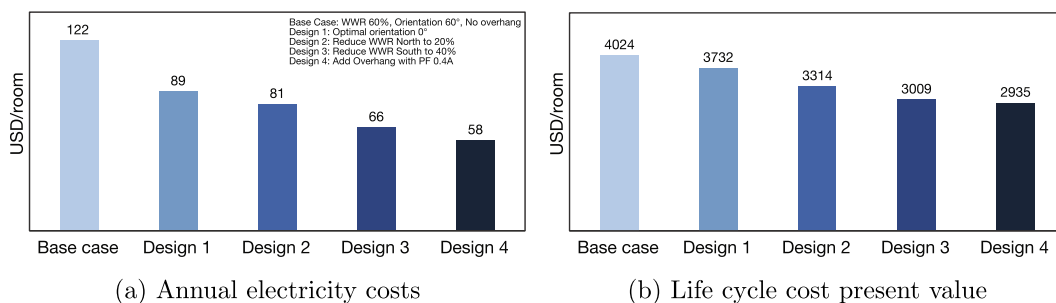 Base Case: WWR 60%, Orientation 60°, No overhang
Design 1: Optimal orientation 0°
Design 2: Reduce WWR North to 20%
Design 3: Reduce WWR South to 40%
Design 4: Add Overhang with PF 0.4A
USD/room
122
89
81
66
58
Base case Design 1 Design 2 Design 3 Design 4
(a) Annual electricity costs
USD/room
4024
3732
3314
3009
2935
Base case Design 1 Design 2 Design 3 Design 4
(b) Life cycle cost present value